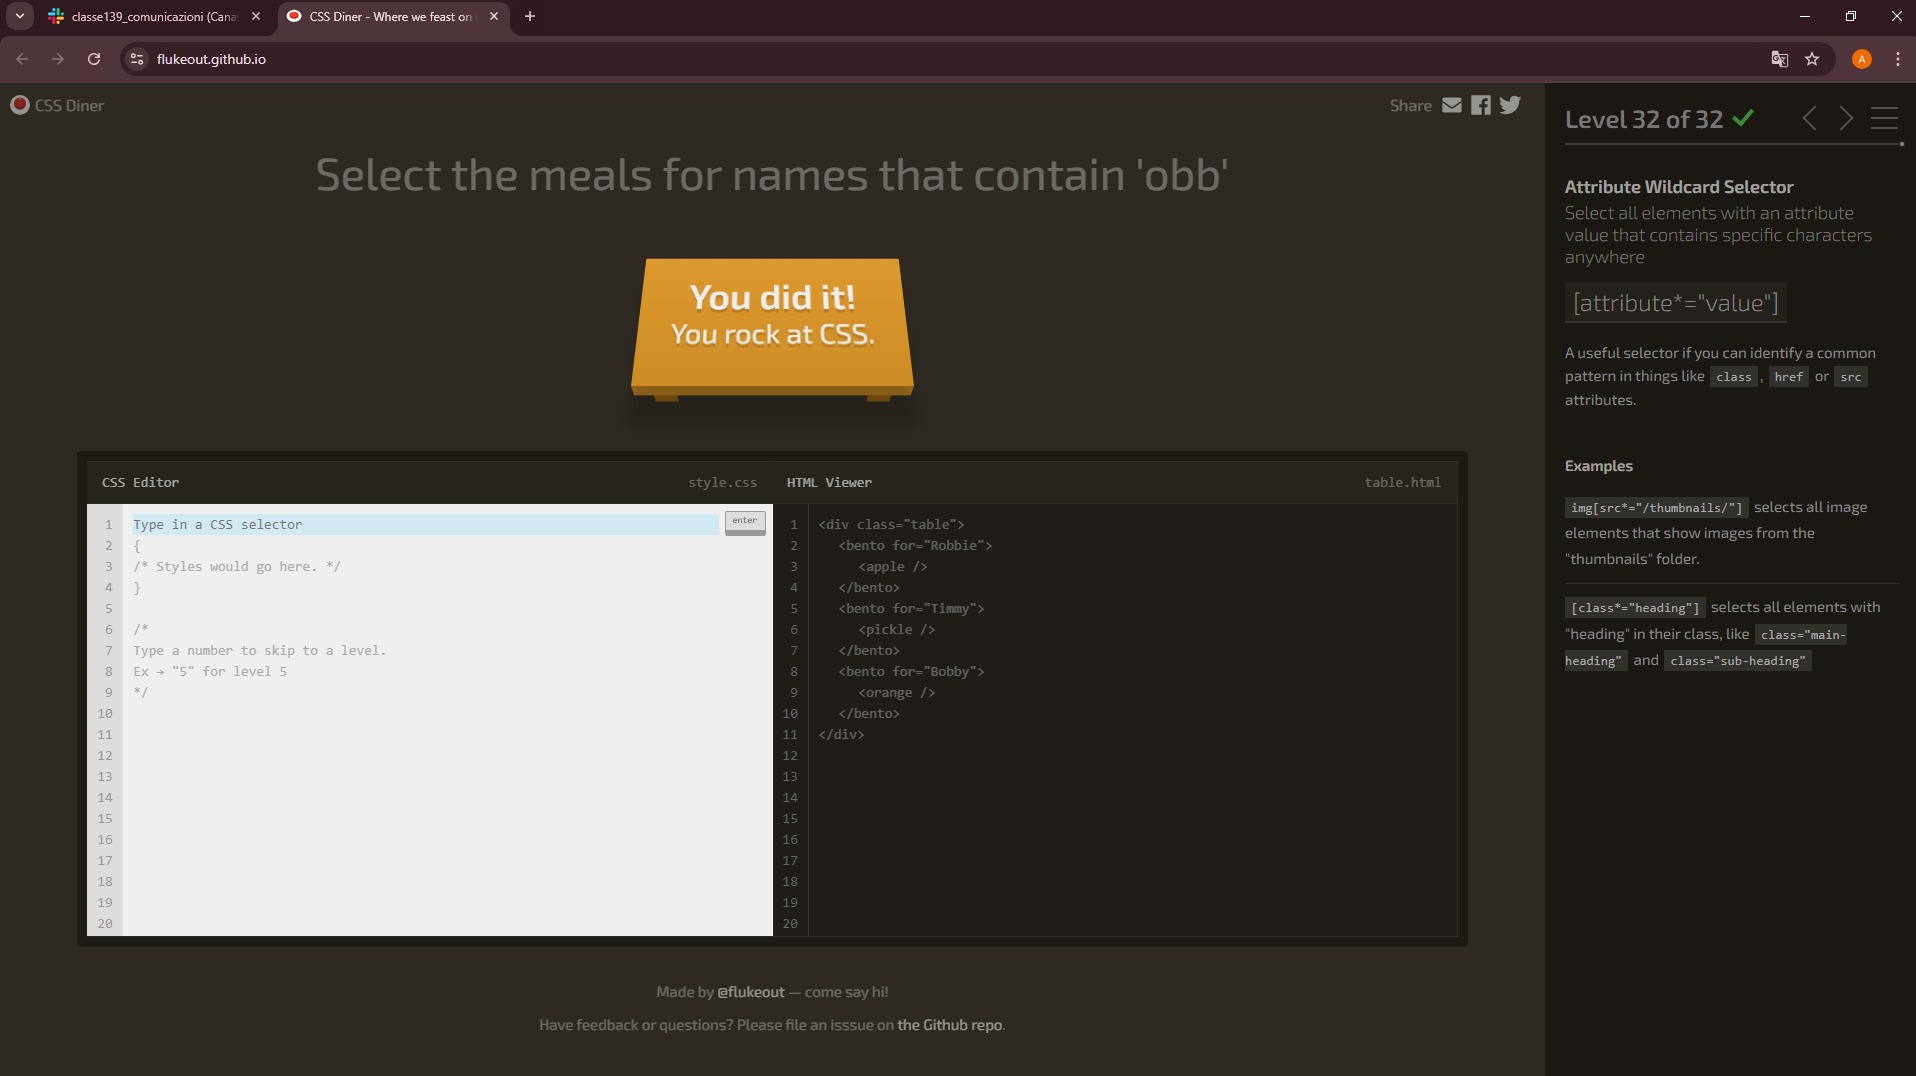 classe139_comunicazioni (Cana
CSS Diner - Where we feast on
flukeout.github.io
A
CSS Diner
Share
Select the meals for names that contain 'obb'
You did it!
You rock at CSS.
CSS Editor
style.css
1 Type in a CSS selector
enter
2 {
3 /* Styles would go here. */
4 }
5
6 /*
7 Type a number to skip to a level.
8 Ex → "5" for level 5
9 */
10
11
12
13
14
15
16
17
18
19
20
HTML Viewer
table.html
1 <div class="table">
2 <bento for="Robbie">
3 <apple />
4 </bento>
5 <bento for="Timmy">
6 <pickle />
7 </bento>
8 <bento for="Bobby">
9 <orange />
10 </bento>
11 </div>
12
13
14
15
16
17
18
19
20
Made by @flukeout — come say hi!
Have feedback or questions? Please file an isssue on the Github repo.
Level 32 of 32
Attribute Wildcard Selector
Select all elements with an attribute
value that contains specific characters
anywhere
[attribute*="value"]
A useful selector if you can identify a common
pattern in things like class , href or src
attributes.
Examples
img[src*="/thumbnails/"] selects all image
elements that show images from the
"thumbnails" folder.
[class*="heading"] selects all elements with
"heading" in their class, like class="main-
heading" and class="sub-heading"